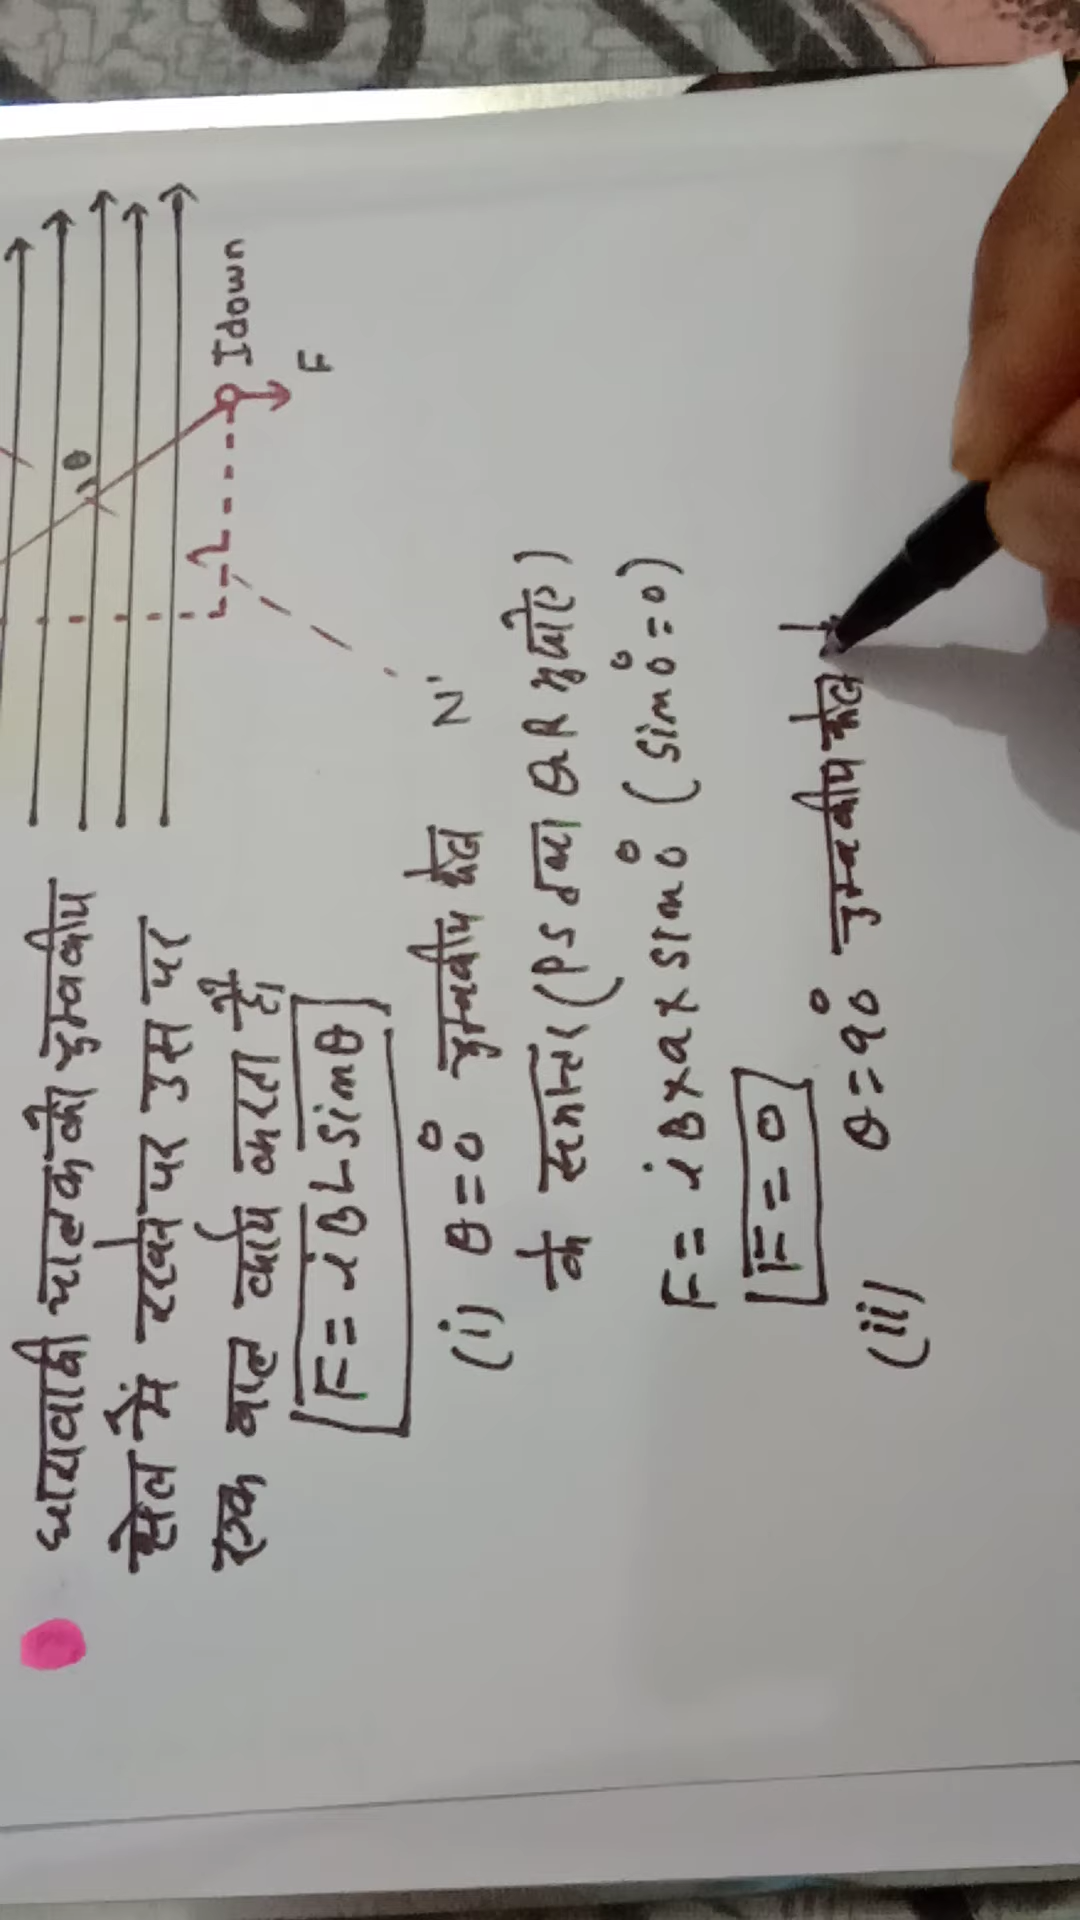 θ
I down
F
N'
धारावाही चालक को चुम्बकीय
क्षेत्र में रखने पर उस पर
एक बल कार्य करता है।
F = iBL Sinθ
(i) θ = 0° चुम्बकीय क्षेत्र
के समान्तर (PS तथा QR भुजाऐ)
F = iB×a×sin0° (sin0° = 0)
F = 0
(ii) θ = 90° चुम्बकीय क्षेत्र